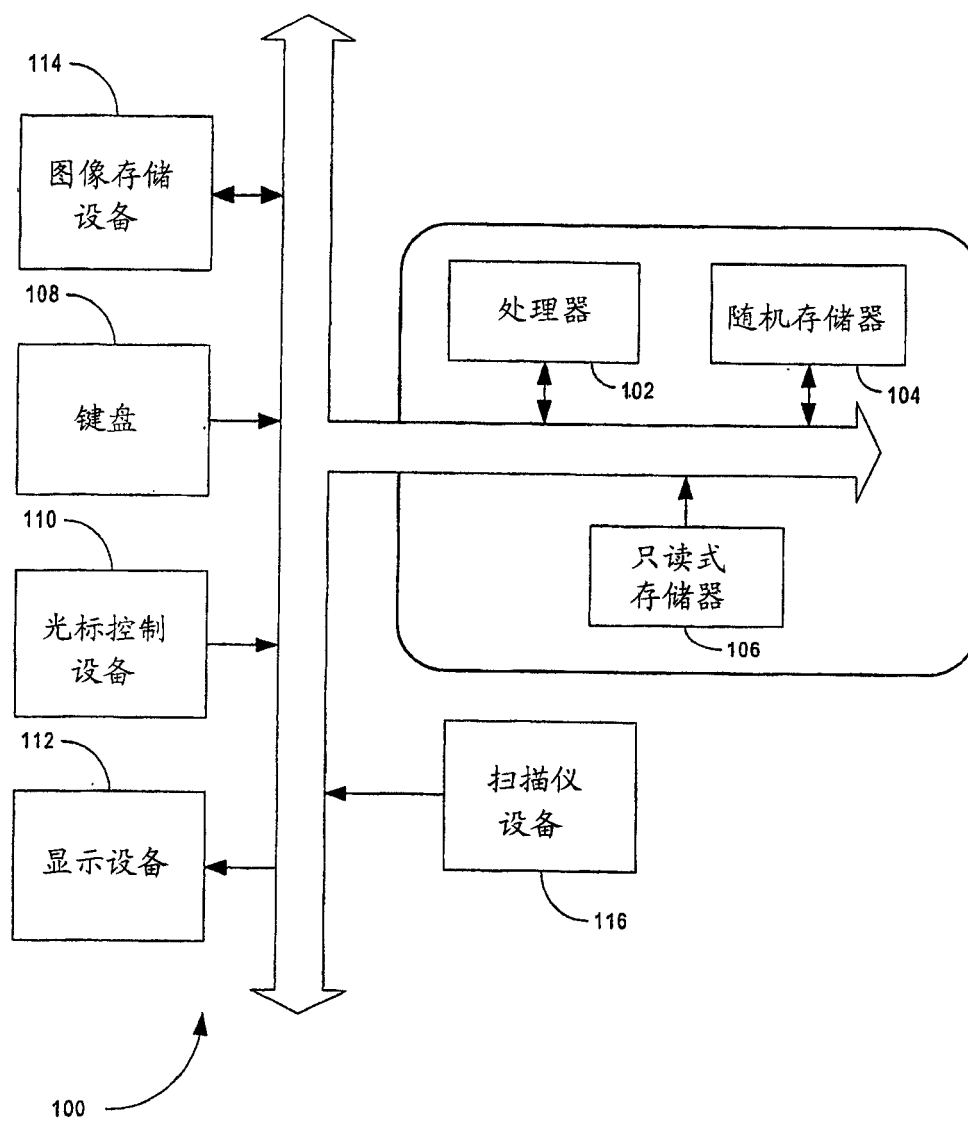 114
图像存储
设备
108
键盘
110
光标控制
设备
112
显示设备
100
处理器
102
随机存储器
104
只读式
存储器
106
扫描仪
设备
116